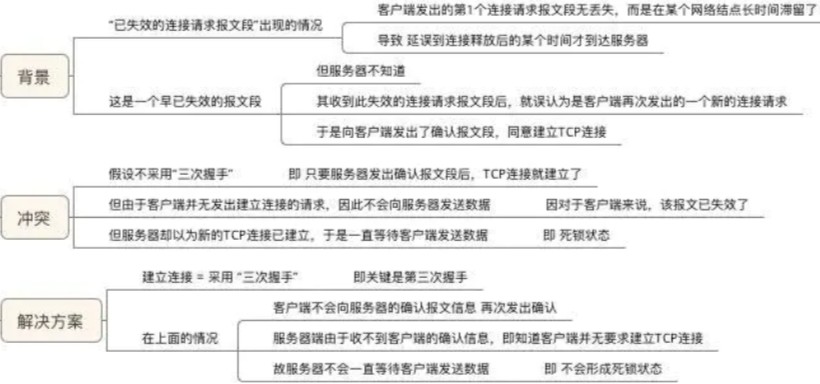 背景
"已失效的连接请求报文段"出现的情况
客户端发出的第1个连接请求报文段无丢失，而是在某个网络结点长时间滞留了
导致 延误到连接释放后的某个时间才到达服务器
这是一个早已失效的报文段
但服务器不知道
其收到此失效的连接请求报文段后，就误认为是客户端再次发出的一个新的连接请求
于是向客户端发出了确认报文段，同意建立TCP连接
冲突
假设不采用"三次握手" 即 只要服务器发出确认报文段后，TCP连接就建立了
但由于客户端并无发出建立连接的请求，因此不会向服务器发送数据 因对于客户端来说，该报文已失效了
但服务器却以为新的TCP连接已建立，于是一直等待客户端发送数据 即 死锁状态
解决方案
建立连接 = 采用 "三次握手" 即关键是第三次握手
在上面的情况
客户端不会向服务器的确认报文信息 再次发出确认
服务器端由于收不到客户端的确认信息，即知道客户端并无要求建立TCP连接
故服务器不会一直等待客户端发送数据 即 不会形成死锁状态